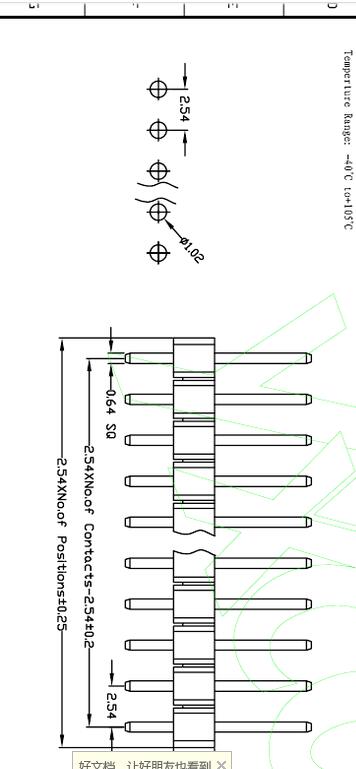 Temperture Range: -40°C to+105°C
2.54
ø1.02
0.64 SQ
2.54XNo.of Contacts-2.54±0.2
2.54XNo.of Positions±0.25
2.54
好文档，让好朋友也看到